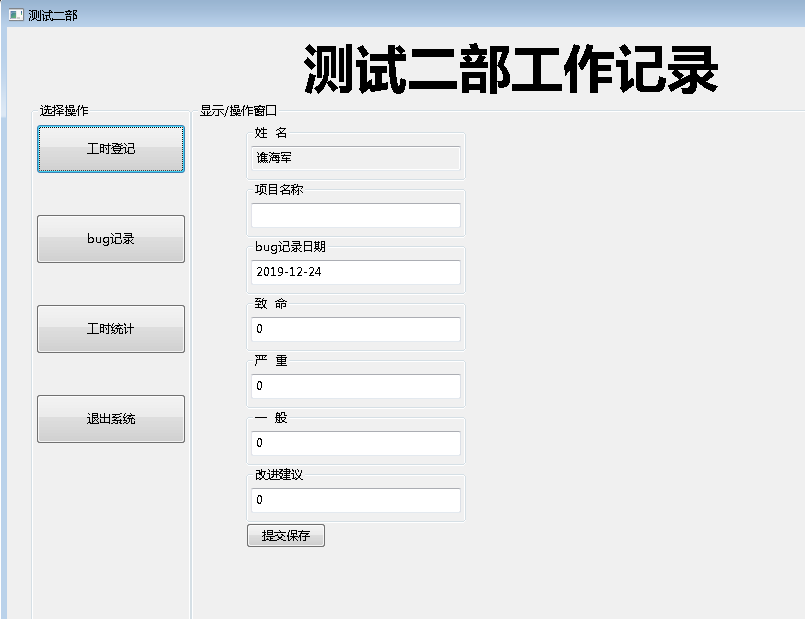 测试二部
测试二部工作记录
选择操作
工时登记
bug记录
工时统计
退出系统
显示/操作窗口
姓 名
谯海军
项目名称
bug记录日期
2019-12-24
致 命
0
严 重
0
一 般
0
改进建议
0
提交保存